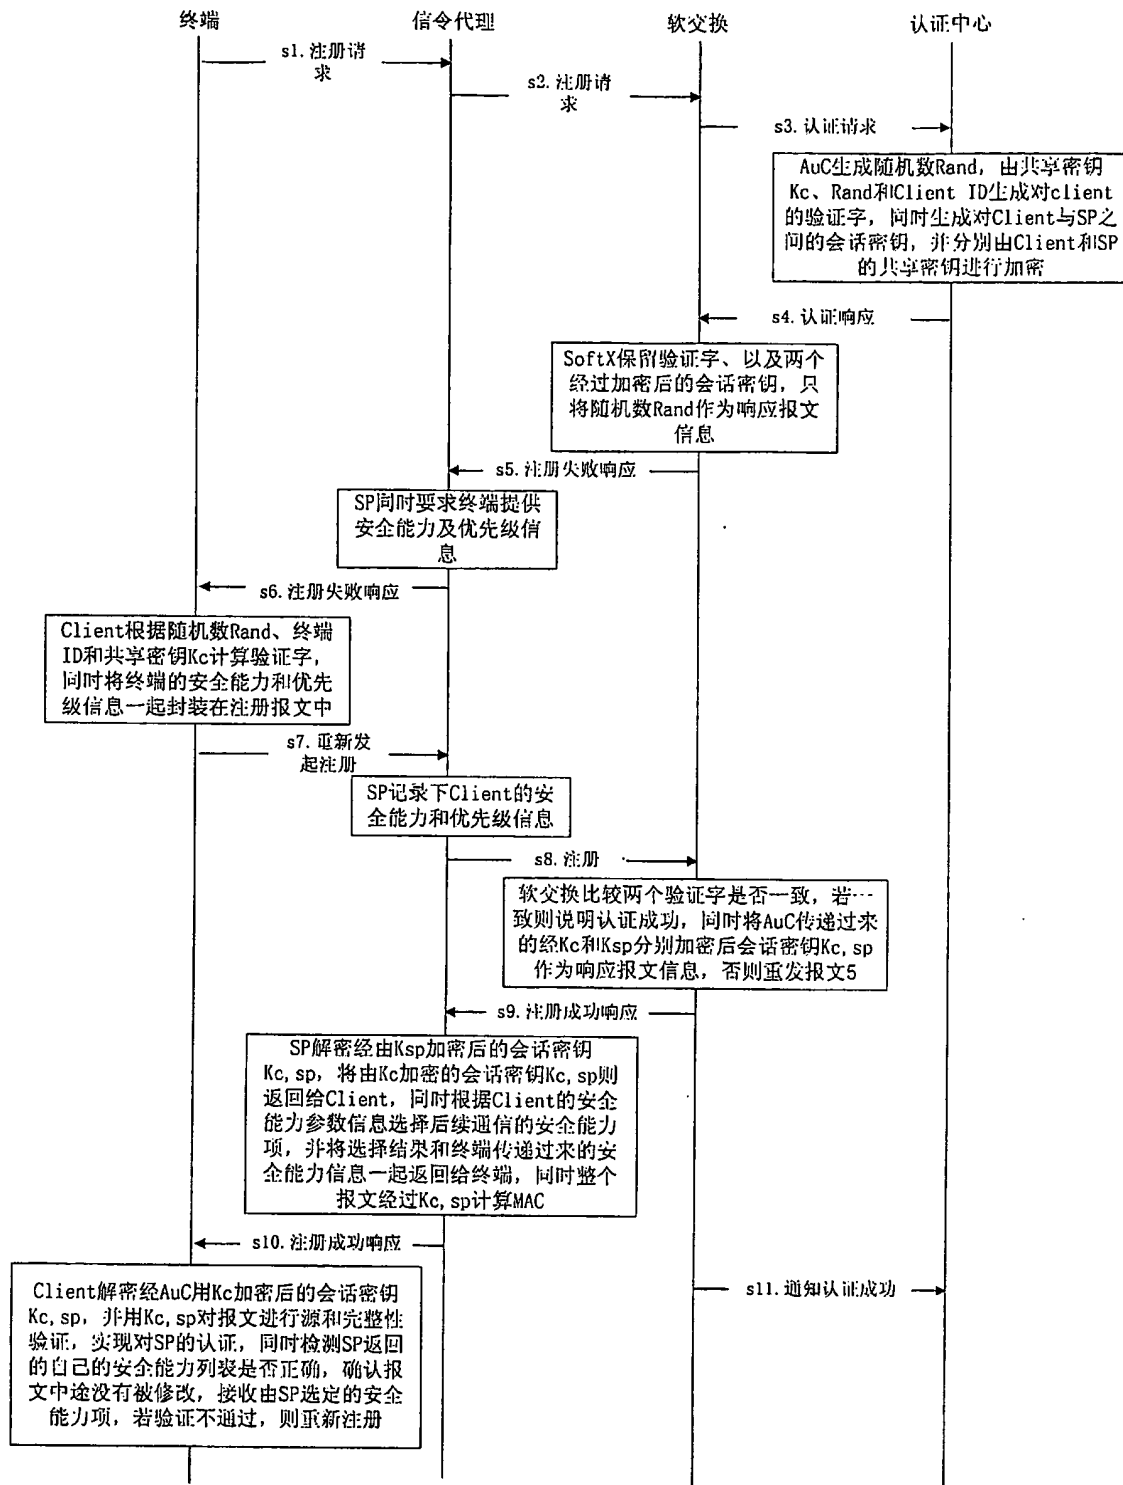 终端
信令代理
软交换
认证中心
s1.注册请
求
s2.注册请
求
s3.认证请求
AuC生成随机数Rand，由共享密钥
Kc、Rand和Client ID生成对client
的验证字，同时生成对Client与SP之
间的会话密钥，并分别由Client和SP
的共享密钥进行加密
s4.认证响应
SoftX保留验证字、以及两个
经过加密后的会话密钥，只
将随机数Rand作为响应报文
信息
s5.注册失败响应
SP同时要求终端提供
安全能力及优先级信
息
s6.注册失败响应
Client根据随机数Rand、终端
ID和共享密钥Kc计算验证字，
同时将终端的安全能力和优先
级信息一起封装在注册报文中
s7.重新发
起注册
SP记录下Client的安
全能力和优先级信息
s8.注册
软交换比较两个验证字是否一致，若一
致则说明认证成功，同时将AuC传递过来
的经Kc和Ksp分别加密后会话密钥Kc,sp
作为响应报文信息，否则重发报文5
s9.注册成功响应
SP解密经由Ksp加密后的会话密钥
Kc,sp，将由Kc加密的会话密钥Kc,sp则
返回给Client，同时根据Client的安全
能力参数信息选择后续通信的安全能力
项，并将选择结果和终端传递过来的安
全能力信息一起返回给终端，同时整个
报文经过Kc,sp计算MAC
s10.注册成功响应
Client解密经AuC用Kc加密后的会话密钥
Kc,sp，并用Kc,sp对报文进行源和完整性
验证，实现对SP的认证，同时检测SP返回
的自己的安全能力列表是否正确，确认报
文中途没有被修改，接收由SP选定的安全
能力项，若验证不通过，则重新注册
s11.通知认证成功